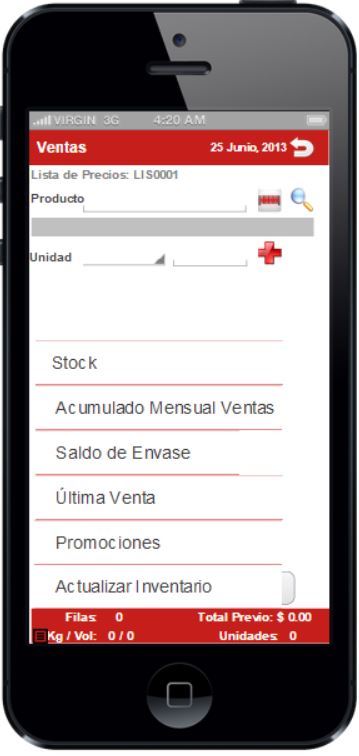 VIRGIN 3G 4:20 AM
Ventas 25 Junio, 2013
Lista de Precios: LIS0001
Producto
Unidad
Stock
Acumulado Mensual Ventas
Saldo de Envase
Última Venta
Promociones
Actualizar Inventario
Filas: 0 Total Previo: $ 0.00
Kg / Vol: 0 / 0 Unidades: 0